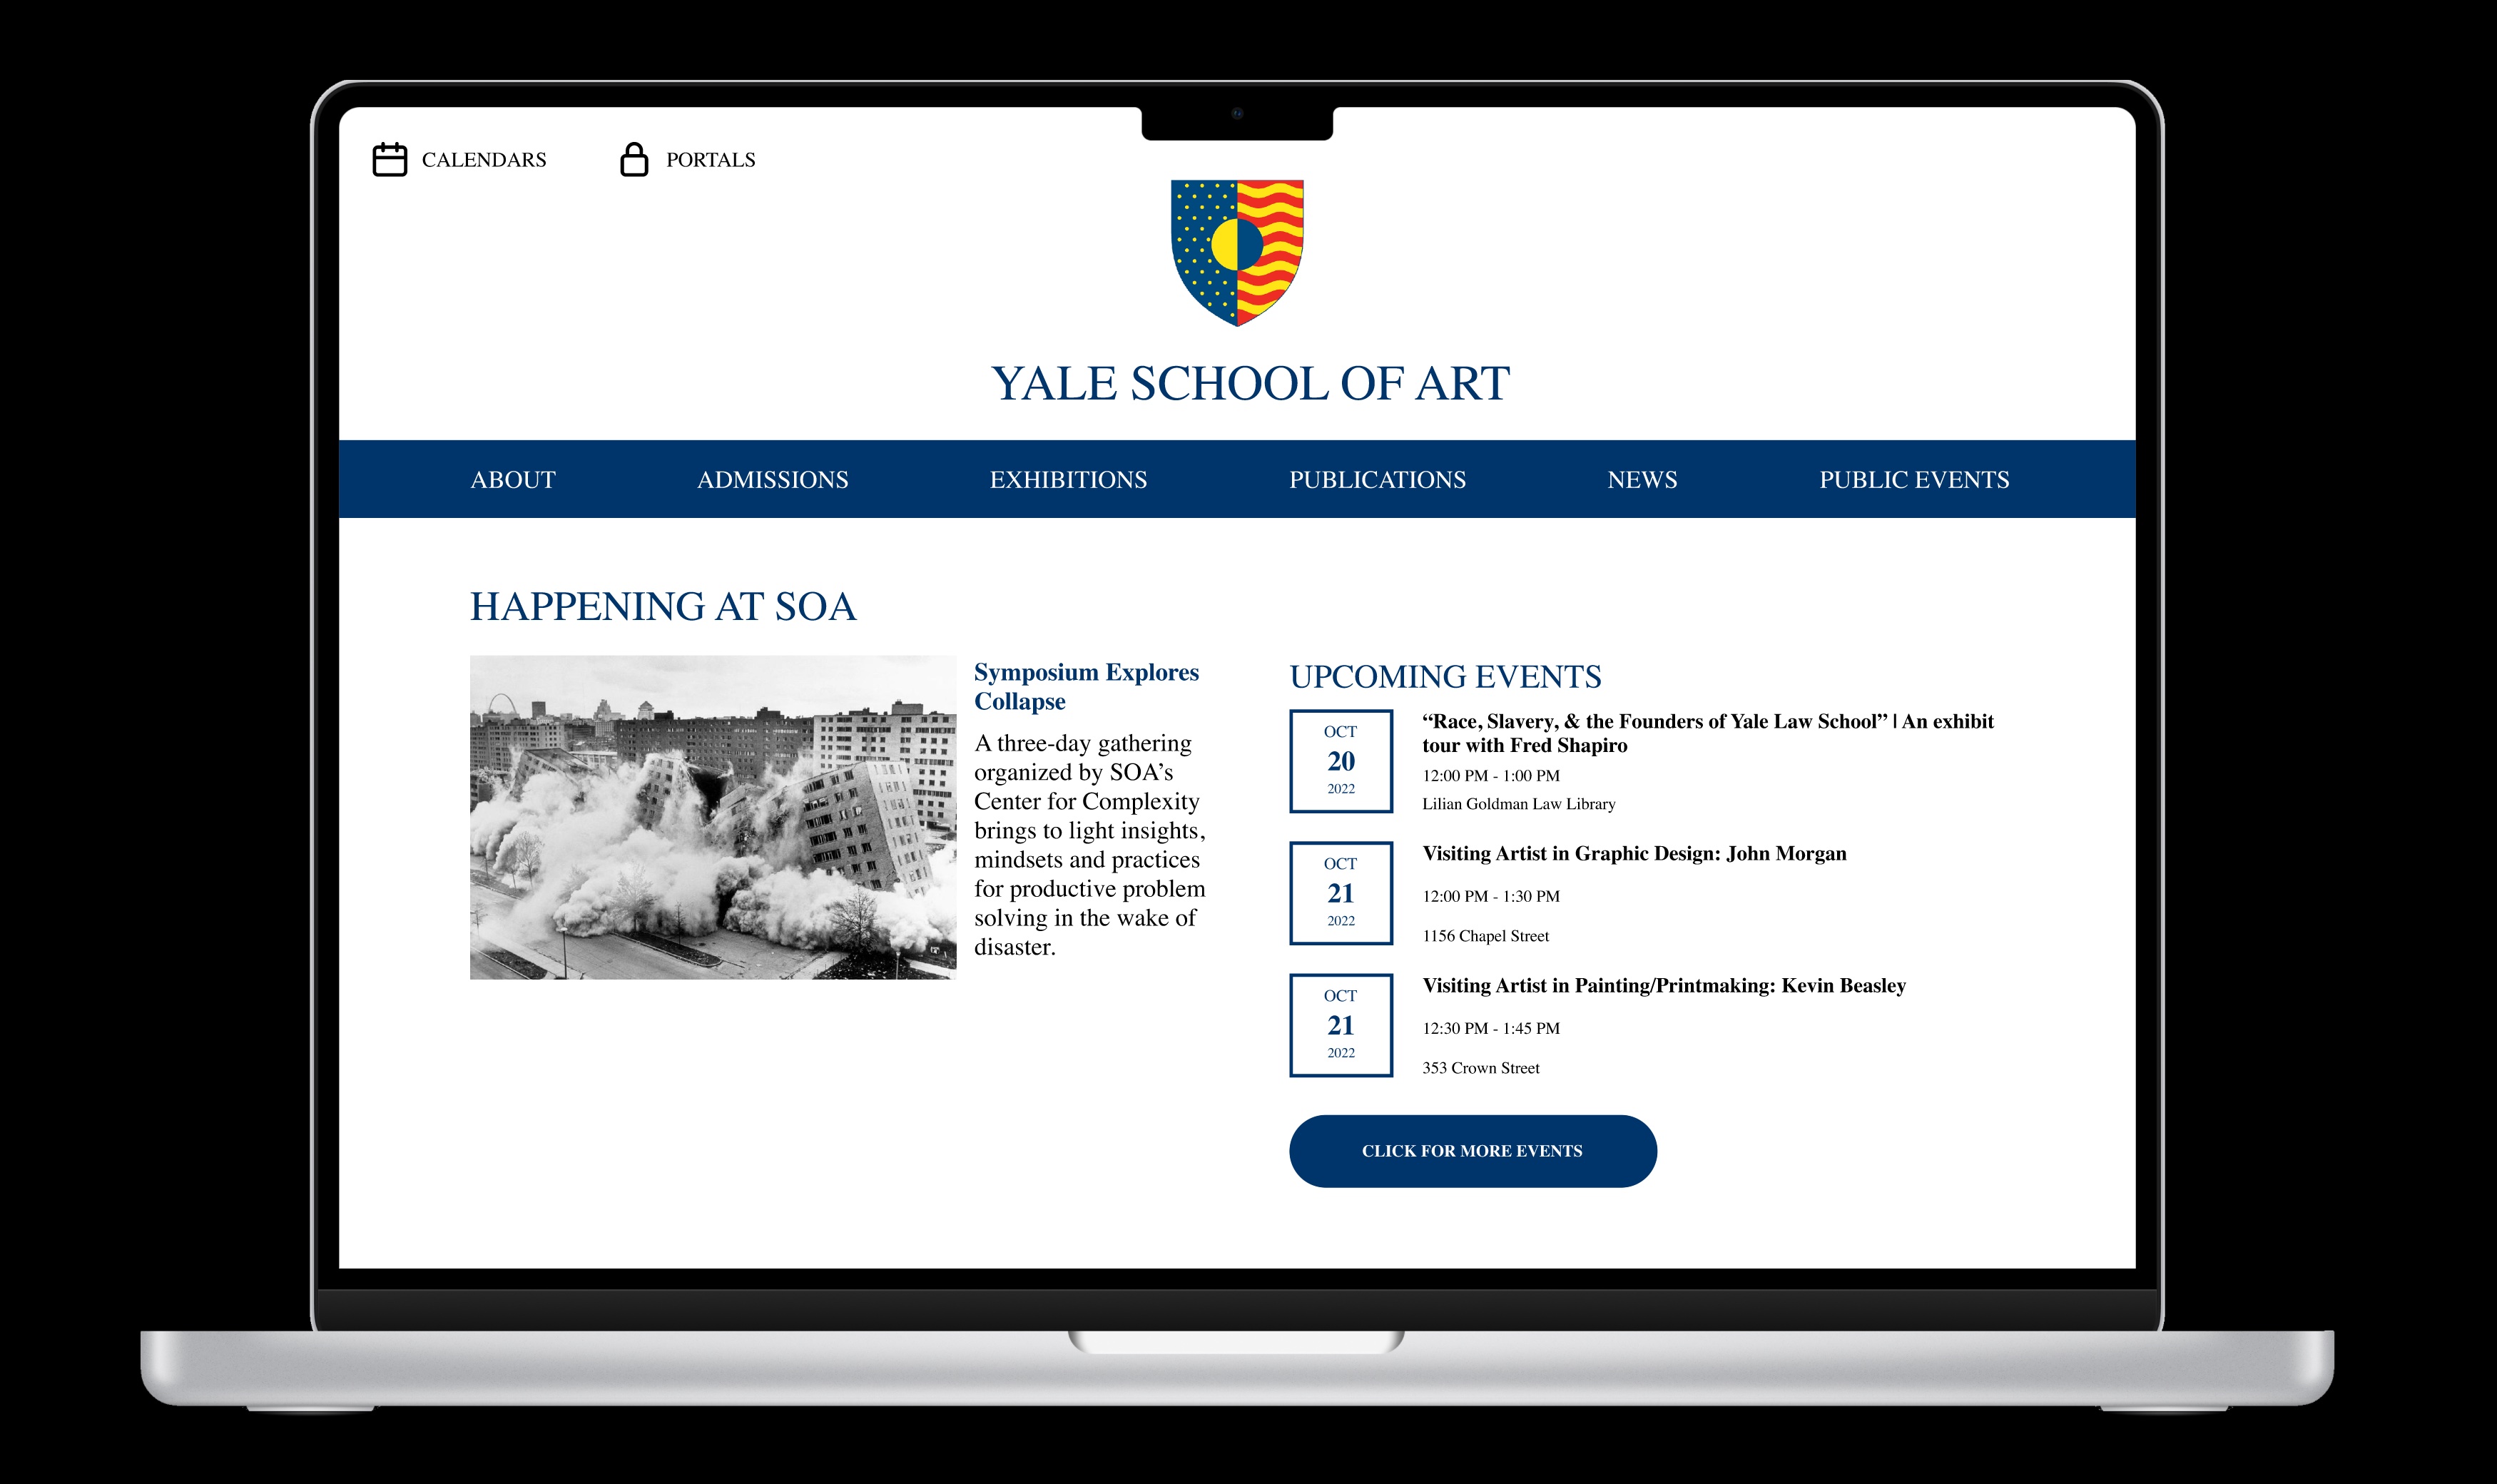 CALENDARS
PORTALS
YALE SCHOOL OF ART
ABOUT
ADMISSIONS
EXHIBITIONS
PUBLICATIONS
NEWS
PUBLIC EVENTS
HAPPENING AT SOA
Symposium Explores
Collapse
A three-day gathering
organized by SOA’s
Center for Complexity
brings to light insights,
mindsets and practices
for productive problem
solving in the wake of
disaster.
UPCOMING EVENTS
OCT
20
2022
“Race, Slavery, & the Founders of Yale Law School” | An exhibit
tour with Fred Shapiro
12:00 PM - 1:00 PM
Lilian Goldman Law Library
OCT
21
2022
Visiting Artist in Graphic Design: John Morgan
12:00 PM - 1:30 PM
1156 Chapel Street
OCT
21
2022
Visiting Artist in Painting/Printmaking: Kevin Beasley
12:30 PM - 1:45 PM
353 Crown Street
CLICK FOR MORE EVENTS